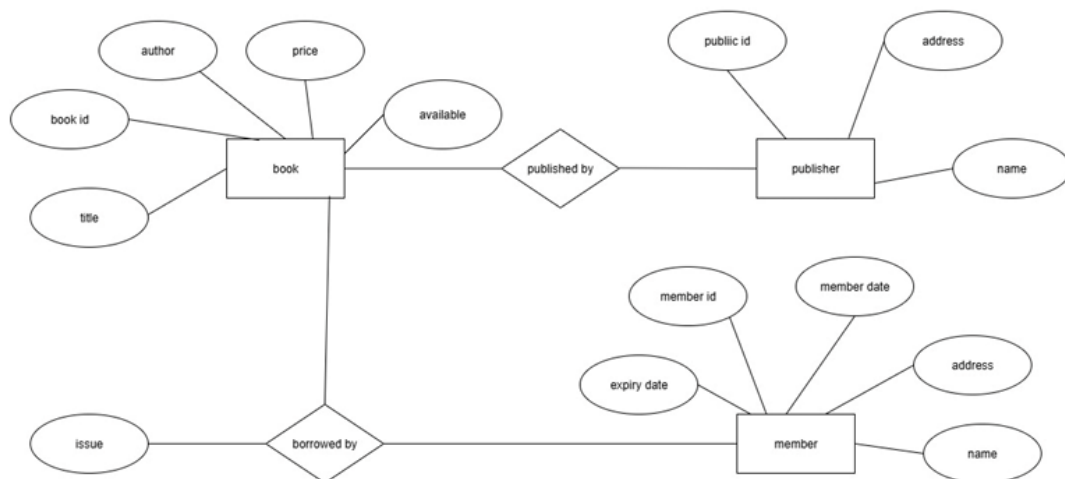 author
price
publiic id
address
book id
available
book
published by
publisher
name
title
member id
member date
expiry date
address
issue
borrowed by
member
name